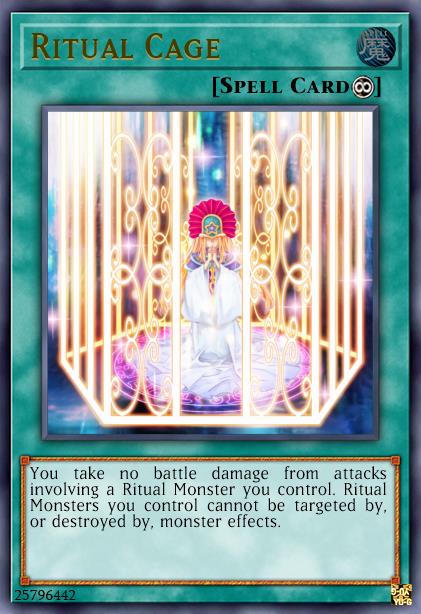 Ritual Cage
魔
[Spell Card]
You take no battle damage from attacks
involving a Ritual Monster you control. Ritual
Monsters you control cannot be targeted by,
or destroyed by, monster effects.
25796442